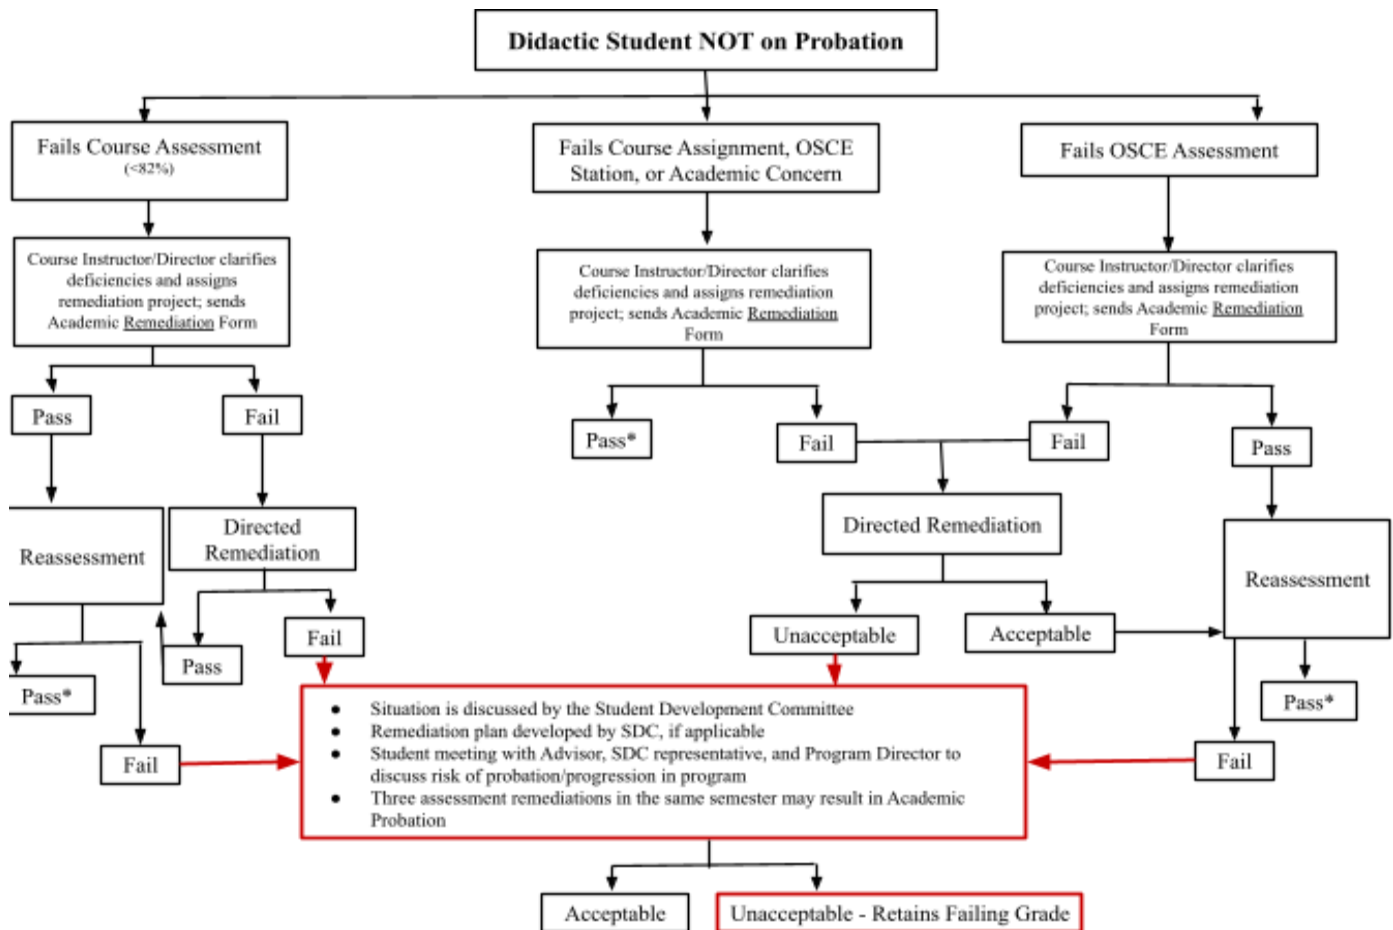 Didactic Student NOT on Probation
Fails Course Assessment
(<82%)
Fails Course Assignment, OSCE
Station, or Academic Concern
Fails OSCE Assessment
Course Instructor/Director clarifies
deficiencies and assigns
remediation project; sends
Academic Remediation Form
Course Instructor/Director clarifies
deficiencies and assigns remediation
project; sends Academic Remediation
Form
Course Instructor/Director clarifies
deficiencies and assigns remediation
project; sends Academic Remediation
Form
Pass
Fail
Pass*
Fail
Fail
Pass
Reassessment
Directed
Remediation
Directed Remediation
Reassessment
Pass
Fail
Unacceptable
Acceptable
Pass*
Fail
Pass*
Fail
● Situation is discussed by the Student Development Committee
● Remediation plan developed by SDC, if applicable
● Student meeting with Advisor, SDC representative, and Program Director to
discuss risk of probation/progression in program
● Three assessment remediations in the same semester may result in Academic
Probation
Acceptable
Unacceptable - Retains Failing Grade